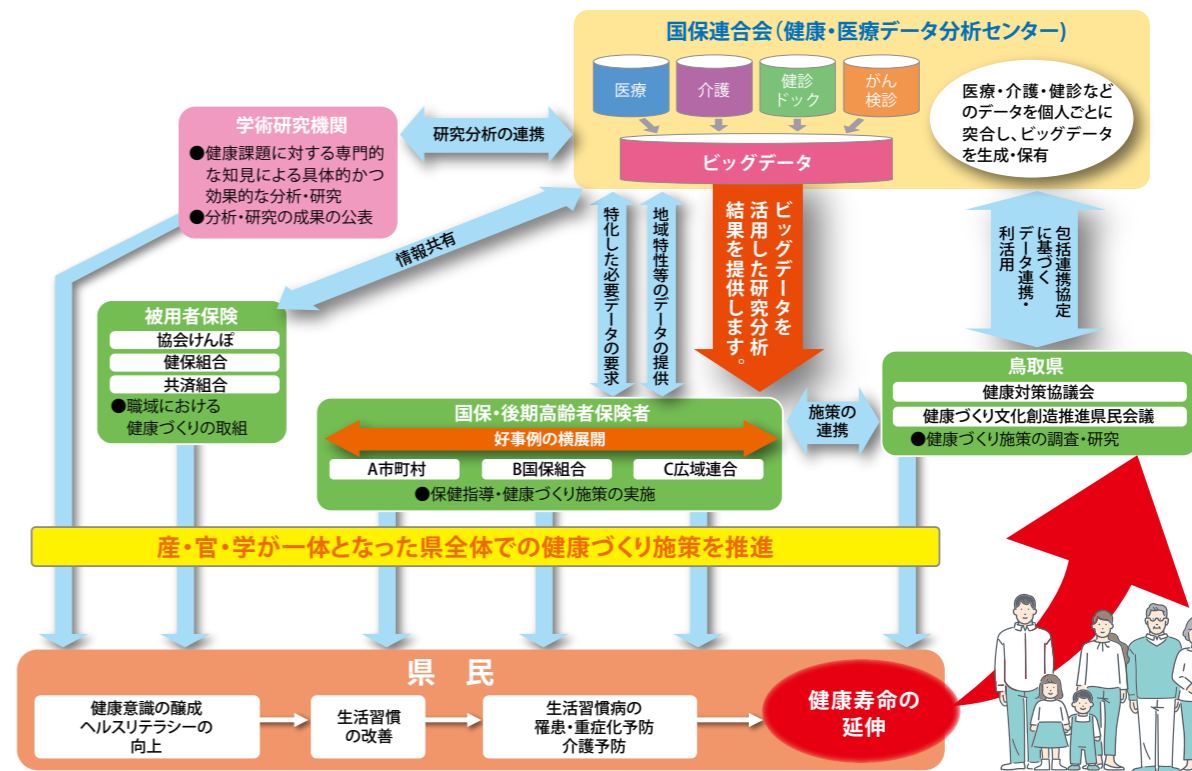 国保連合会（健康・医療データ分析センター)
医療
介護
健診
ドック
がん
検診
ビッグデータ
医療・介護・健診など
のデータを個人ごとに
突合し、ビッグデータ
を生成・保有
学術研究機関
●健康課題に対する専門的
な知見による具体的かつ
効果的な分析・研究
●分析・研究の成果の公表
研究分析の連携
情報共有
特化した必要データの要求
地域特性等のデータの提供
ビッグデータを
活用した研究分析
結果を提供します。
包括連携協定
に基づく
データ連携・
利活用
被用者保険
協会けんぽ
健保組合
共済組合
●職域における
健康づくりの取組
国保・後期高齢者保険者
好事例の横展開
A市町村
B国保組合
C広域連合
●保健指導・健康づくり施策の実施
施策の
連携
鳥取県
健康対策協議会
健康づくり文化創造推進県民会議
●健康づくり施策の調査・研究
産・官・学が一体となった県全体での健康づくり施策を推進
県 民
健康意識の醸成
ヘルスリテラシーの
向上
生活習慣
の改善
生活習慣病の
罹患・重症化予防
介護予防
健康寿命の
延伸